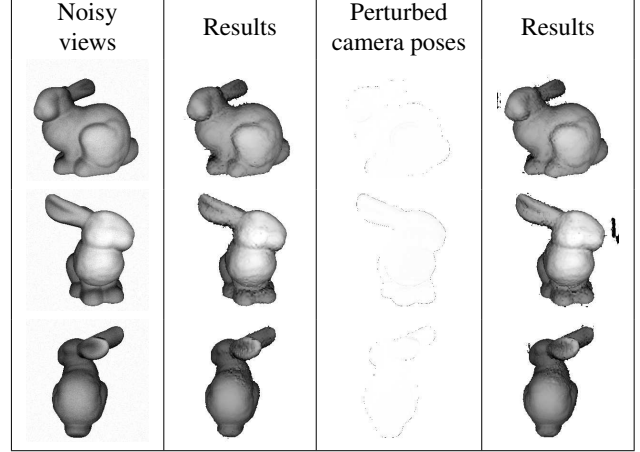 Noisy
views
Results
Perturbed
camera poses
Results